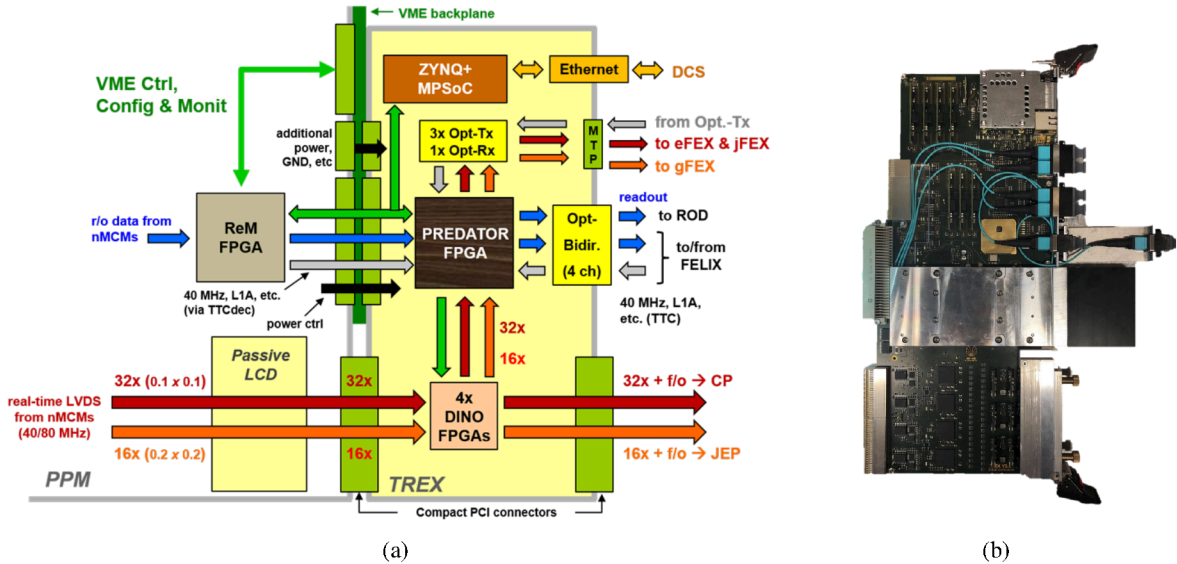 VME backplane
VME Ctrl,
Config & Monit
ZYNQ+
MPSoC
Ethernet
DCS
additional
power,
GND, etc
3x Opt-Tx
1x Opt-Rx
M
T
P
from Opt.-Tx
to eFEX & jFEX
to gFEX
r/o data from
nMCMs
ReM
FPGA
PREDATOR
FPGA
Opt-
Bidir.
(4 ch)
readout
to ROD
to/from
FELIX
40 MHz, L1A, etc.
(via TTCdec)
power ctrl
40 MHz, L1A,
etc. (TTC)
32x
16x
Passive
LCD
32x (0.1 x 0.1)
32x
real-time LVDS
from nMCMs
(40/80 MHz)
4x
DINO
FPGAs
32x + f/o → CP
16x (0.2 x 0.2)
16x
16x + f/o → JEP
PPM
TREX
Compact PCI connectors
(a)
(b)